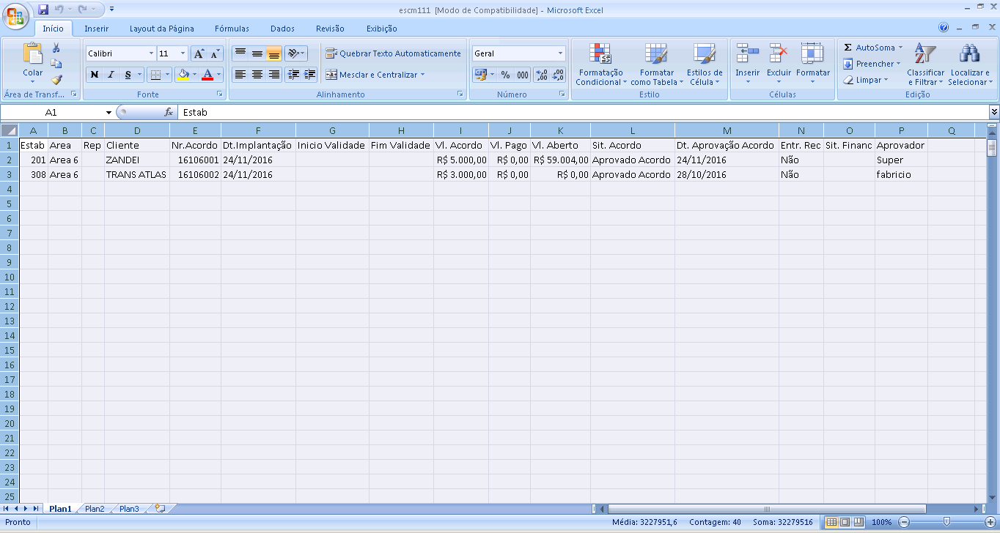 escm111 [Modo de Compatibilidade] - Microsoft Excel
Início Inserir Layout da Página Fórmulas Dados Revisão Exibição
Colar
Área de Transf...
Calibri 11
N I S
Fonte
Quebrar Texto Automaticamente
Mesclar e Centralizar
Alinhamento
Geral
% 000
Número
Formatação Condicional
Formatar como Tabela
Estilos de Célula
Estilo
Inserir Excluir Formatar
Células
AutoSoma
Preencher
Limpar
Classificar e Filtrar
Localizar e Selecionar
Edição
A1 fx Estab
A B C D E F G H I J K L M N O P Q
1 Estab Area Rep Cliente Nr.Acordo Dt.Implantação Inicio Validade Fim Validade Vl. Acordo Vl. Pago Vl. Aberto Sit. Acordo Dt. Aprovação Acordo Entr. Rec Sit. Financ Aprovador
2 201 Area 6 ZANDEI 16106001 24/11/2016 R$ 5.000,00 R$ 0,00 R$ 59.004,00 Aprovado Acordo 24/11/2016 Não Super
3 308 Area 6 TRANS ATLAS 16106002 24/11/2016 R$ 3.000,00 R$ 0,00 R$ 0,00 Aprovado Acordo 28/10/2016 Não fabricio
4
5
6
7
8
9
10
11
12
13
14
15
16
17
18
19
20
21
22
23
24
25
Plan1 Plan2 Plan3
Pronto Média: 3227951,6 Contagem: 40 Soma: 32279516 100%